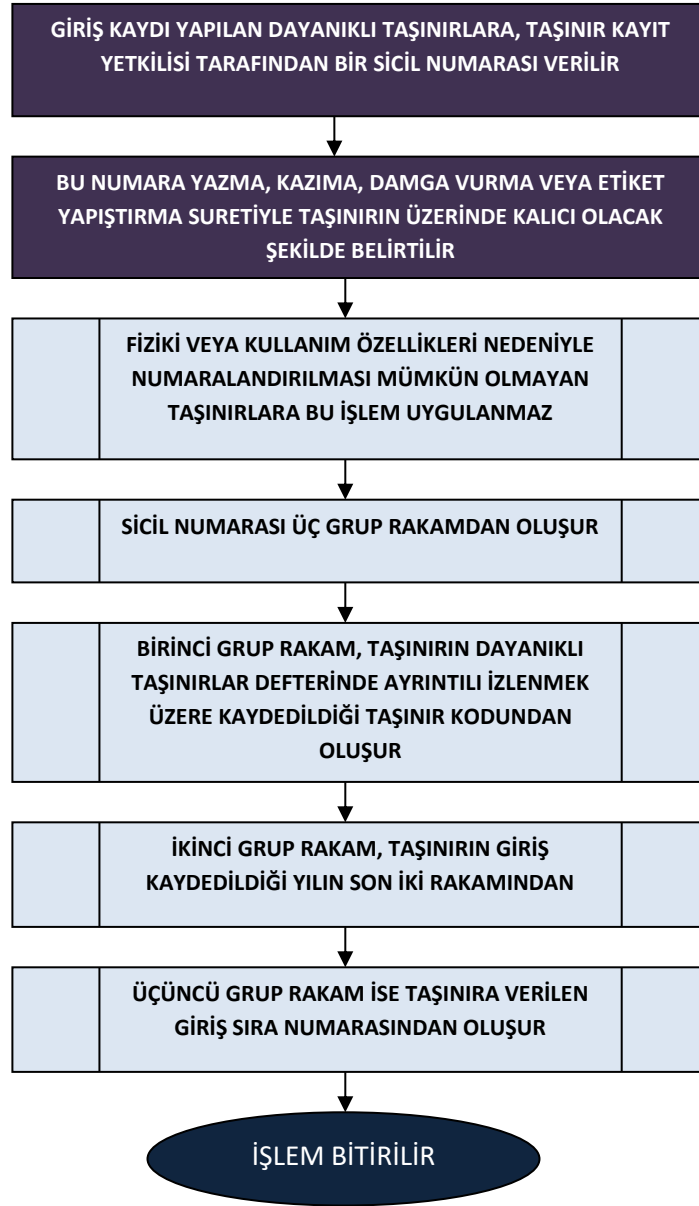 GİRİŞ KAYDI YAPILAN DAYANIKLI TAŞINIRLARA, TAŞINIR KAYIT
YETKİLİSİ TARAFINDAN BİR SİCİL NUMARASI VERİLİR
BU NUMARA YAZMA, KAZIMA, DAMGA VURMA VEYA ETİKET
YAPIŞTIRMA SURETİYLE TAŞINIRIN ÜZERİNDE KALICI OLACAK
ŞEKİLDE BELİRTİLİR
FİZİKİ VEYA KULLANIM ÖZELLİKLERİ NEDENİYLE
NUMARALANDIRILMASI MÜMKÜN OLMAYAN
TAŞINIRLARA BU İŞLEM UYGULANMAZ
SİCİL NUMARASI ÜÇ GRUP RAKAMDAN OLUŞUR
BİRİNCİ GRUP RAKAM, TAŞINIRIN DAYANIKLI
TAŞINIRLAR DEFTERİNDE AYRINTILI İZLENMEK
ÜZERE KAYDEDİLDİĞİ TAŞINIR KODUNDAN
OLUŞUR
İKİNCİ GRUP RAKAM, TAŞINIRIN GİRİŞ
KAYDEDİLDİĞİ YILIN SON İKİ RAKAMINDAN
ÜÇÜNCÜ GRUP RAKAM İSE TAŞINIRA VERİLEN
GİRİŞ SIRA NUMARASINDAN OLUŞUR
İŞLEM BİTİRİLİR